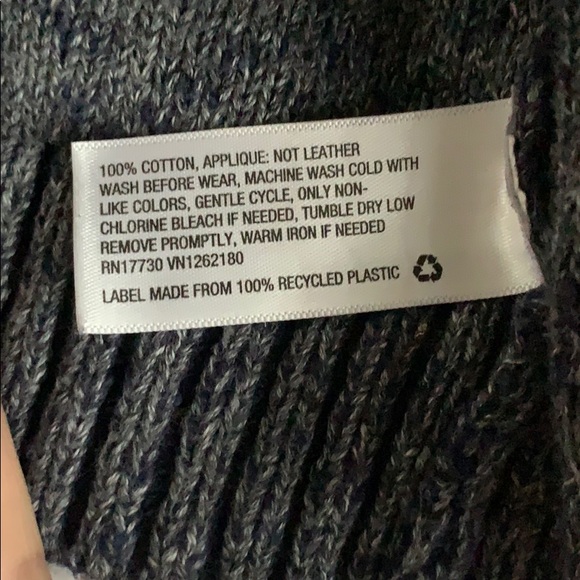 100% COTTON, APPLIQUE: NOT LEATHER
WASH BEFORE WEAR, MACHINE WASH COLD WITH
LIKE COLORS, GENTLE CYCLE, ONLY NON-
CHLORINE BLEACH IF NEEDED, TUMBLE DRY LOW
REMOVE PROMPTLY, WARM IRON IF NEEDED
RN17730 VN1262180
LABEL MADE FROM 100% RECYCLED PLASTIC